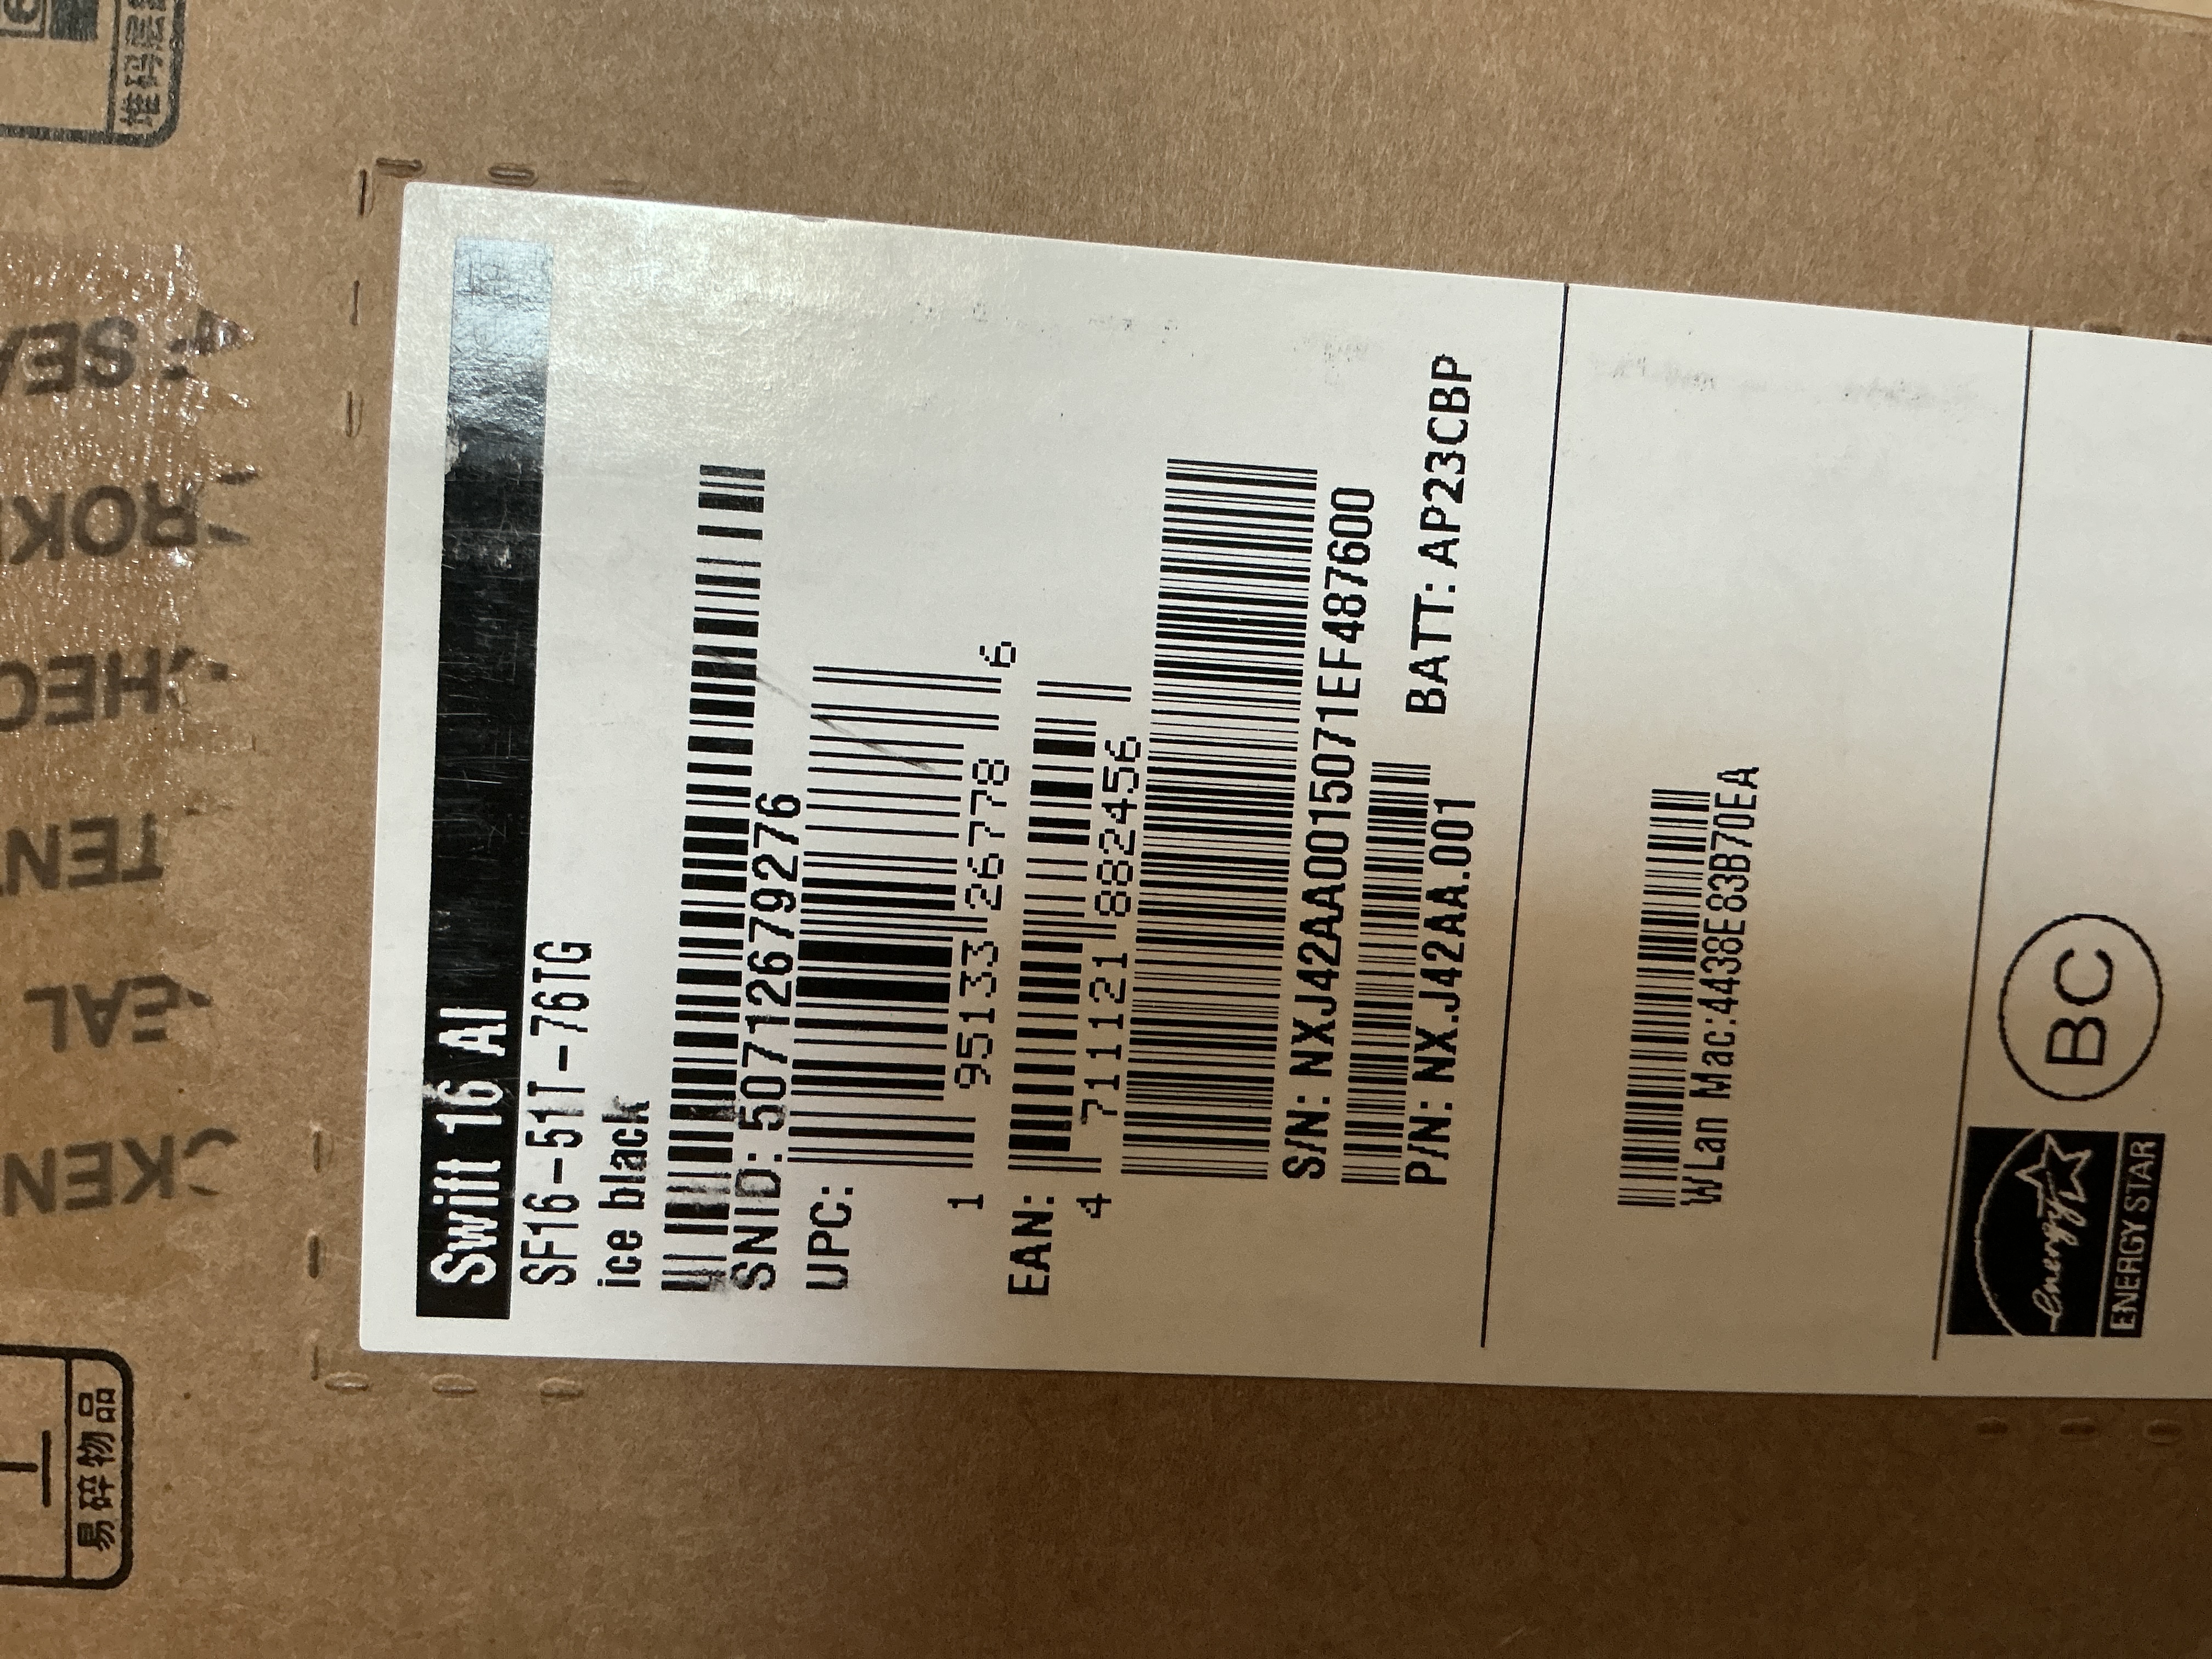 Swift 16 AI
SF16-51T-76TG
ice black
SNID: 50712679276
UPC:
1 95133 26778 6
EAN:
4 711121 882456
S/N: NXJ42AA0015071EF487600
P/N: NX.J42AA.001 BATT: AP23CBP
WLan Mac:4438E83B70EA
energy
ENERGY STAR
BC
易碎物品